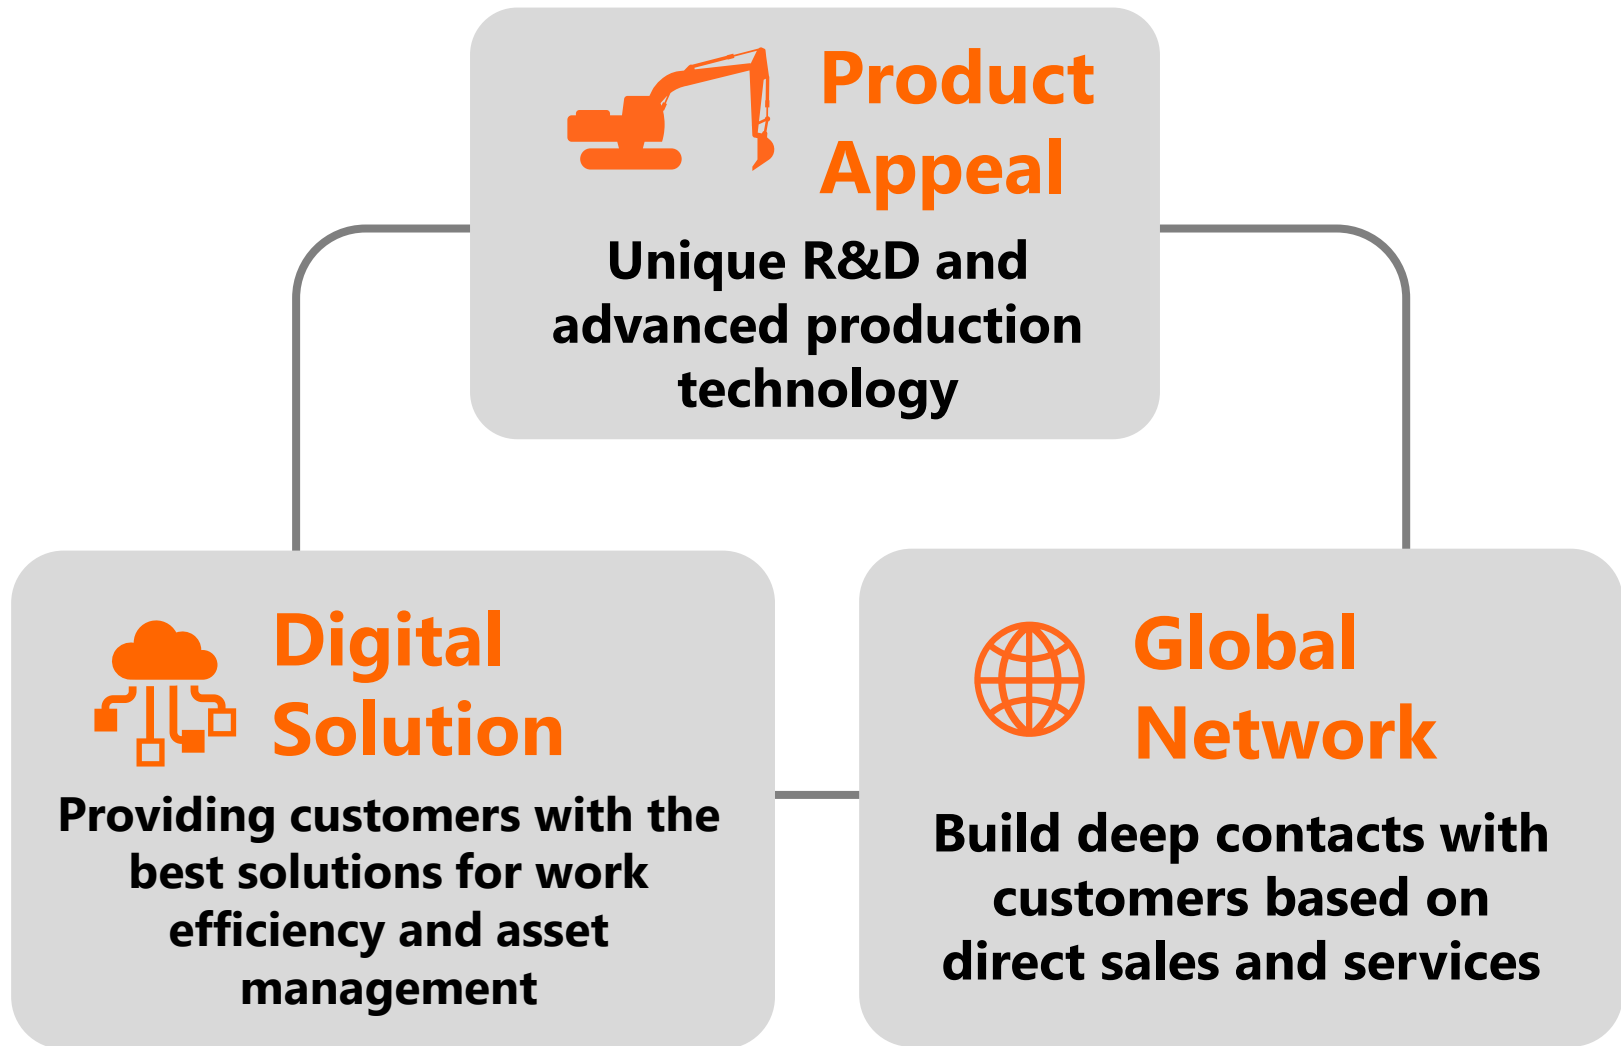 Product
Appeal
Unique R&D and
advanced production
technology
Digital
Solution
Providing customers with the
best solutions for work
efficiency and asset
management
Global
Network
Build deep contacts with
customers based on
direct sales and services